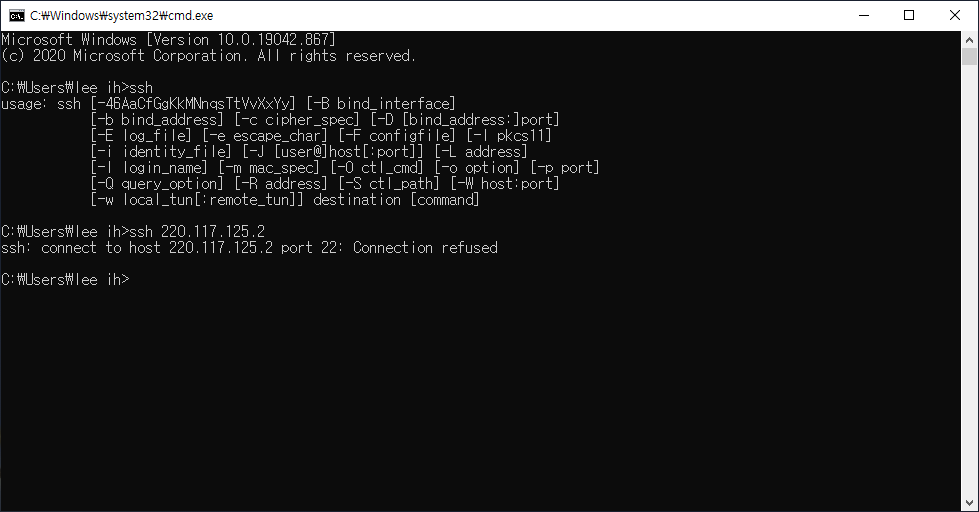 C:₩Windows₩system32₩cmd.exe
Microsoft Windows [Version 10.0.19042.867]
(c) 2020 Microsoft Corporation. All rights reserved.
C:₩Users₩lee ih>ssh
usage: ssh [-46AaCfGgKkMNnqsTtVvXxYy] [-B bind_interface]
[-b bind_address] [-c cipher_spec] [-D [bind_address:]port]
[-E log_file] [-e escape_char] [-F configfile] [-I pkcs11]
[-i identity_file] [-J [user@]host[:port]] [-L address]
[-l login_name] [-m mac_spec] [-O ctl_cmd] [-o option] [-p port]
[-Q query_option] [-R address] [-S ctl_path] [-W host:port]
[-w local_tun[:remote_tun]] destination [command]
C:₩Users₩lee ih>ssh 220.117.125.2
ssh: connect to host 220.117.125.2 port 22: Connection refused
C:₩Users₩lee ih>